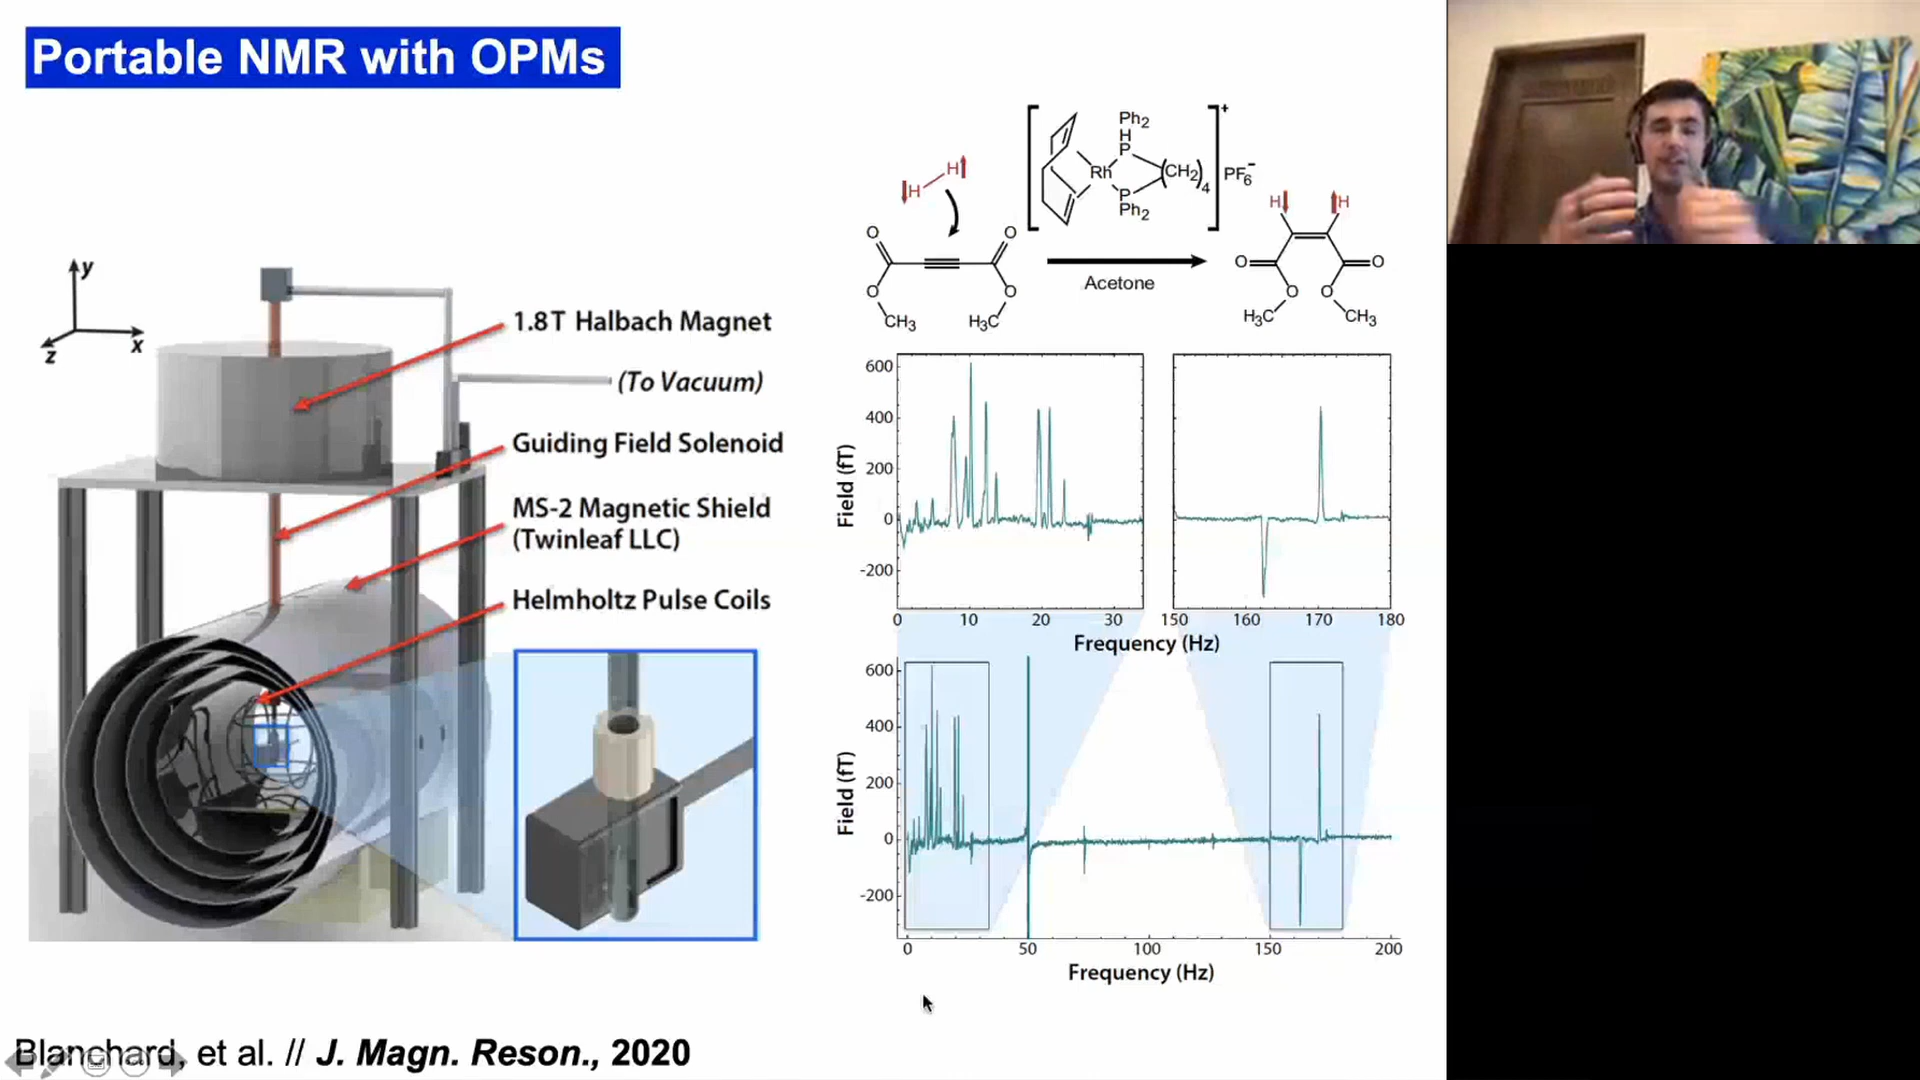 Portable NMR with OPMs
y
x
z
1.8T Halbach Magnet
(To Vacuum)
Guiding Field Solenoid
MS-2 Magnetic Shield
(Twinleaf LLC)
Helmholtz Pulse Coils
H H
O O
O O
CH3 H3C
Ph2
H
P
Rh
(CH2)4
P
Ph2
+
PF6−
Acetone
H H
O O
O O
H3C CH3
Field (fT)
600
400
200
0
-200
0 10 20 30
150 160 170 180
Frequency (Hz)
Field (fT)
600
400
200
0
-200
0 50 100 150 200
Frequency (Hz)
Blanchard, et al. // J. Magn. Reson., 2020